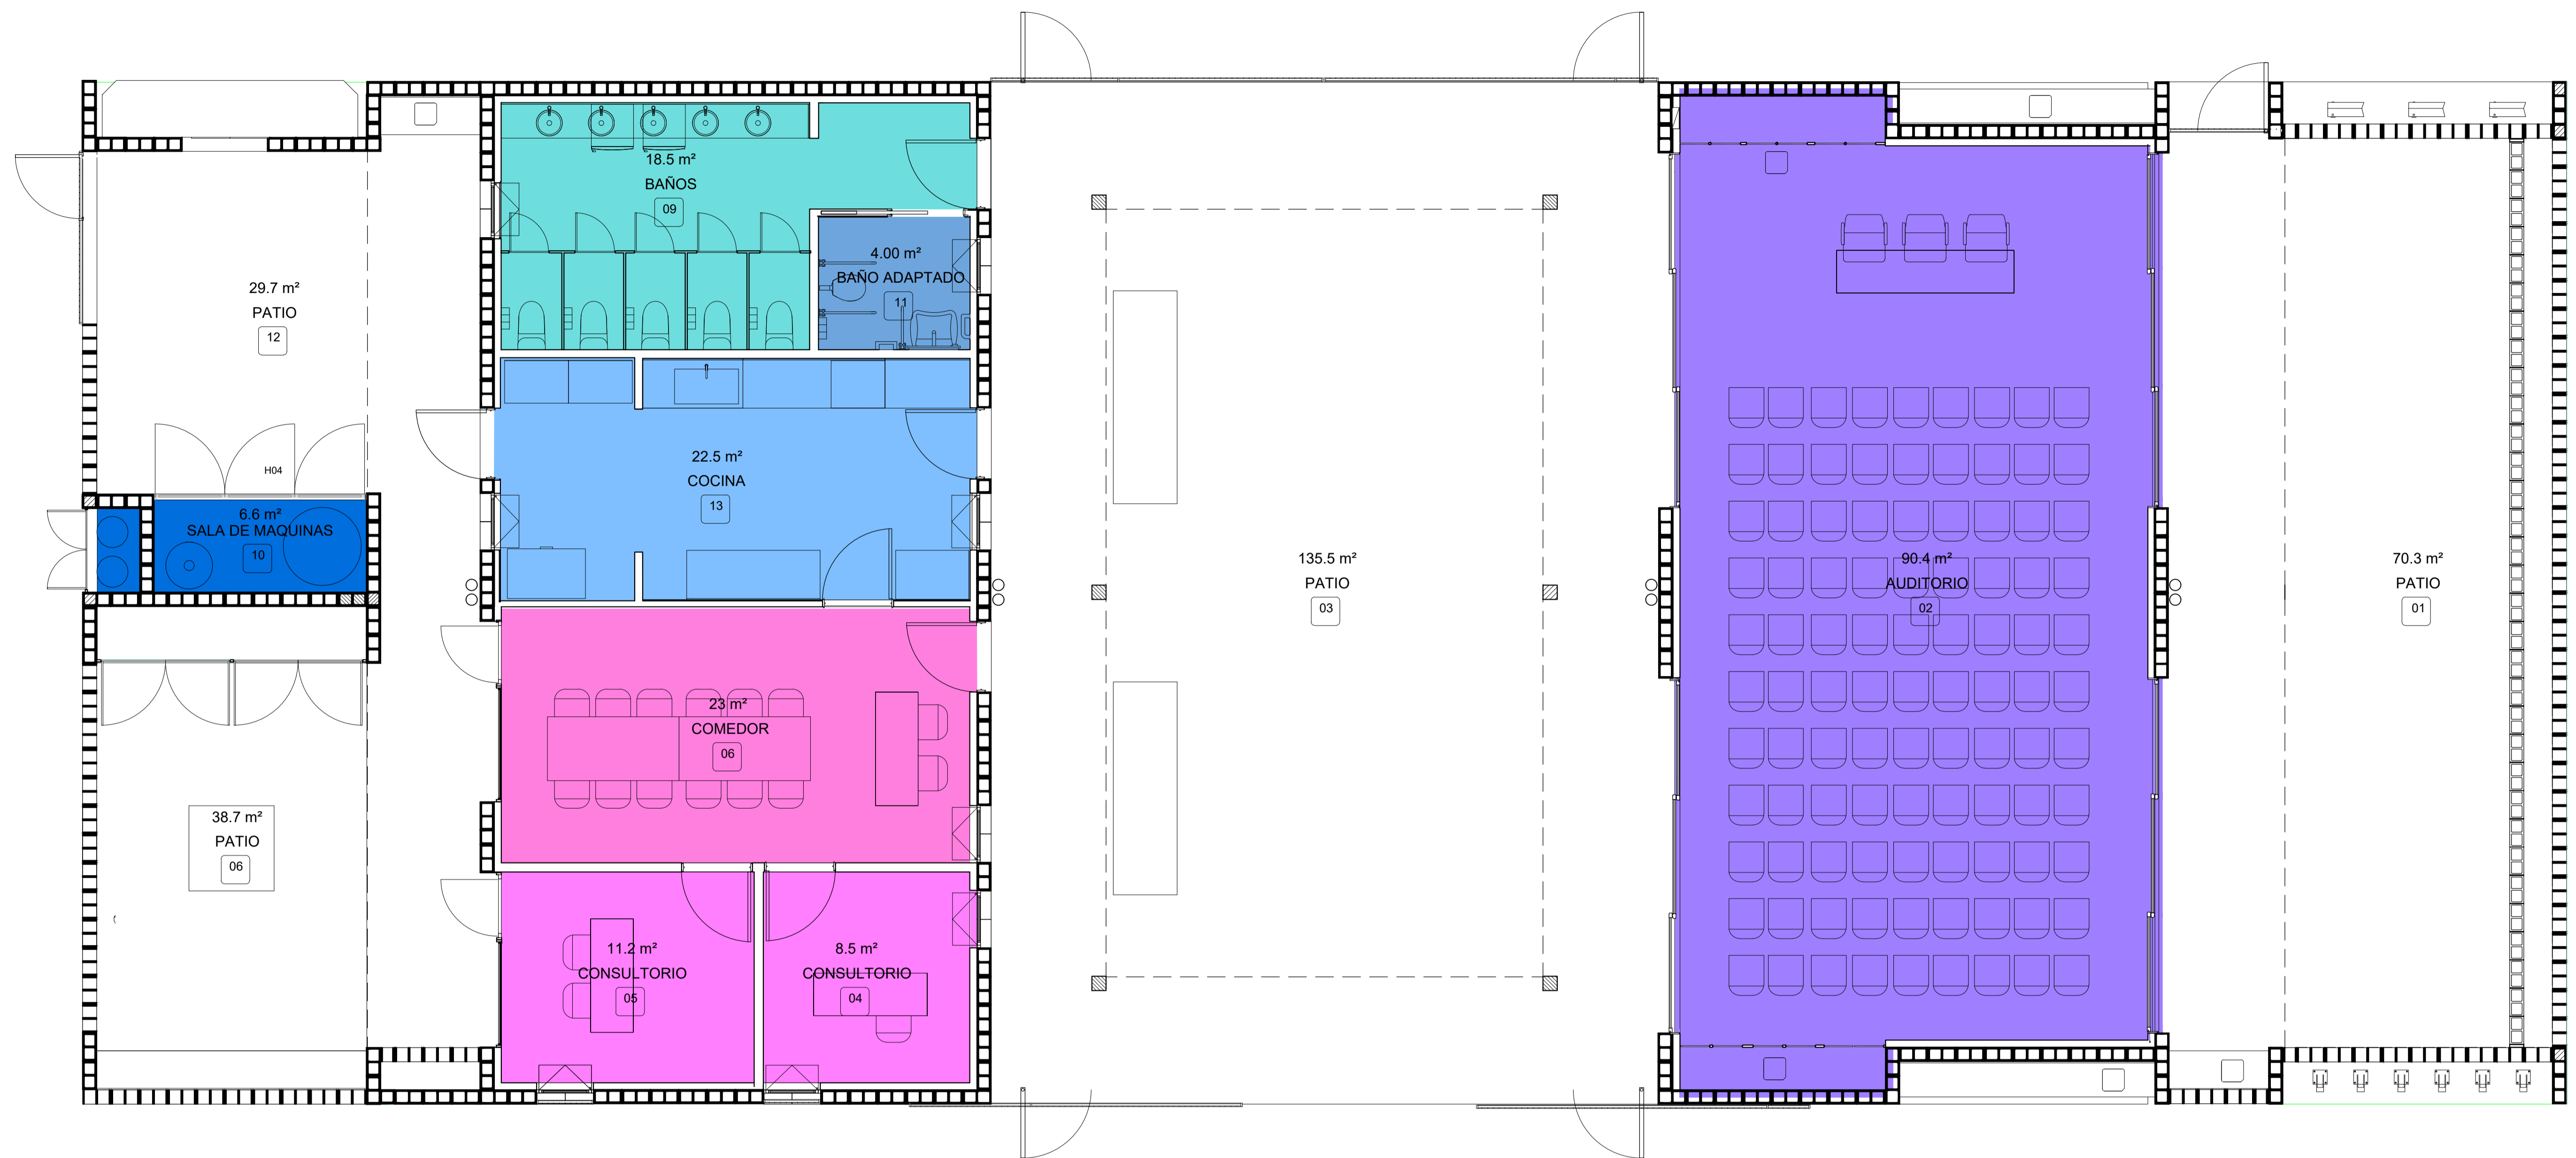 18.5 m²
BAÑOS
09
4.00 m²
BAÑO ADAPTADO
11
29.7 m²
PATIO
12
H04
22.5 m²
COCINA
13
6.6 m²
SALA DE MAQUINAS
10
135.5 m²
PATIO
03
90.4 m²
AUDITORIO
02
70.3 m²
PATIO
01
23 m²
COMEDOR
06
38.7 m²
PATIO
06
11.2 m²
CONSULTORIO
05
8.5 m²
CONSULTORIO
04